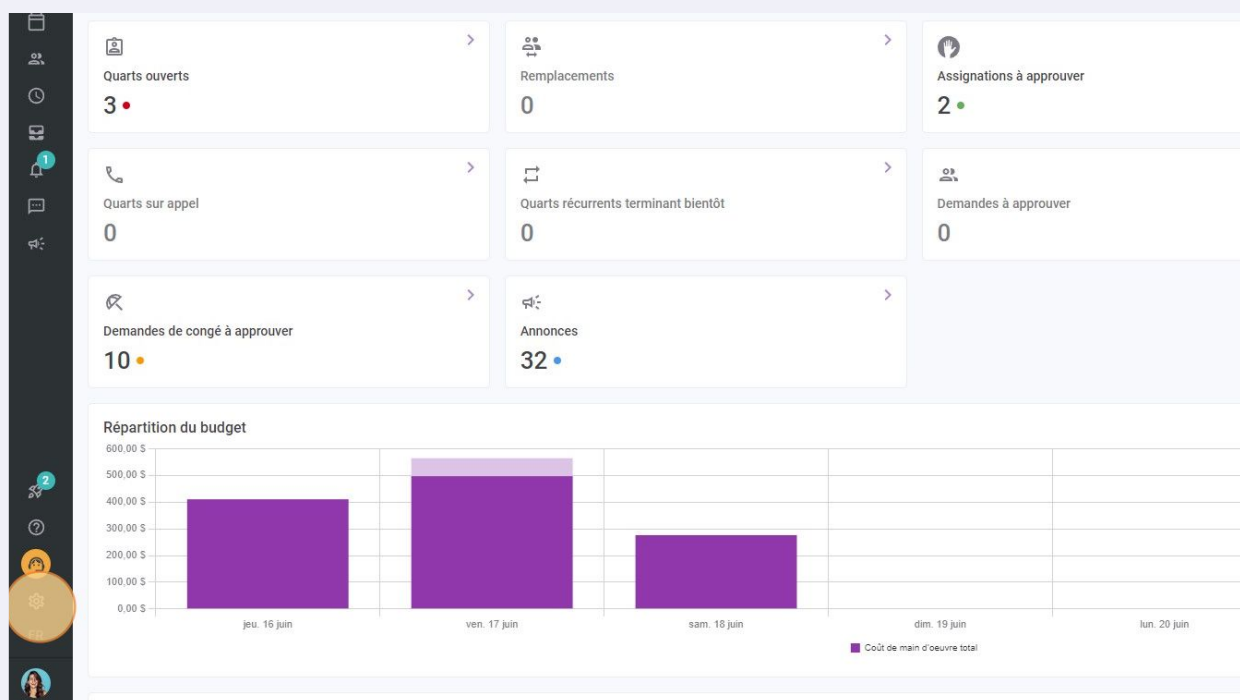 Quarts ouverts
3
Remplacements
0
Assignations à approuver
2
1
Quarts sur appel
0
Quarts récurrents terminant bientôt
0
Demandes à approuver
0
Demandes de congé à approuver
10
Annonces
32
Répartition du budget
600,00 $
500,00 $
400,00 $
300,00 $
200,00 $
100,00 $
0,00 $
jeu. 16 juin
ven. 17 juin
sam. 18 juin
dim. 19 juin
lun. 20 juin
Coût de main d'oeuvre total
2
FR